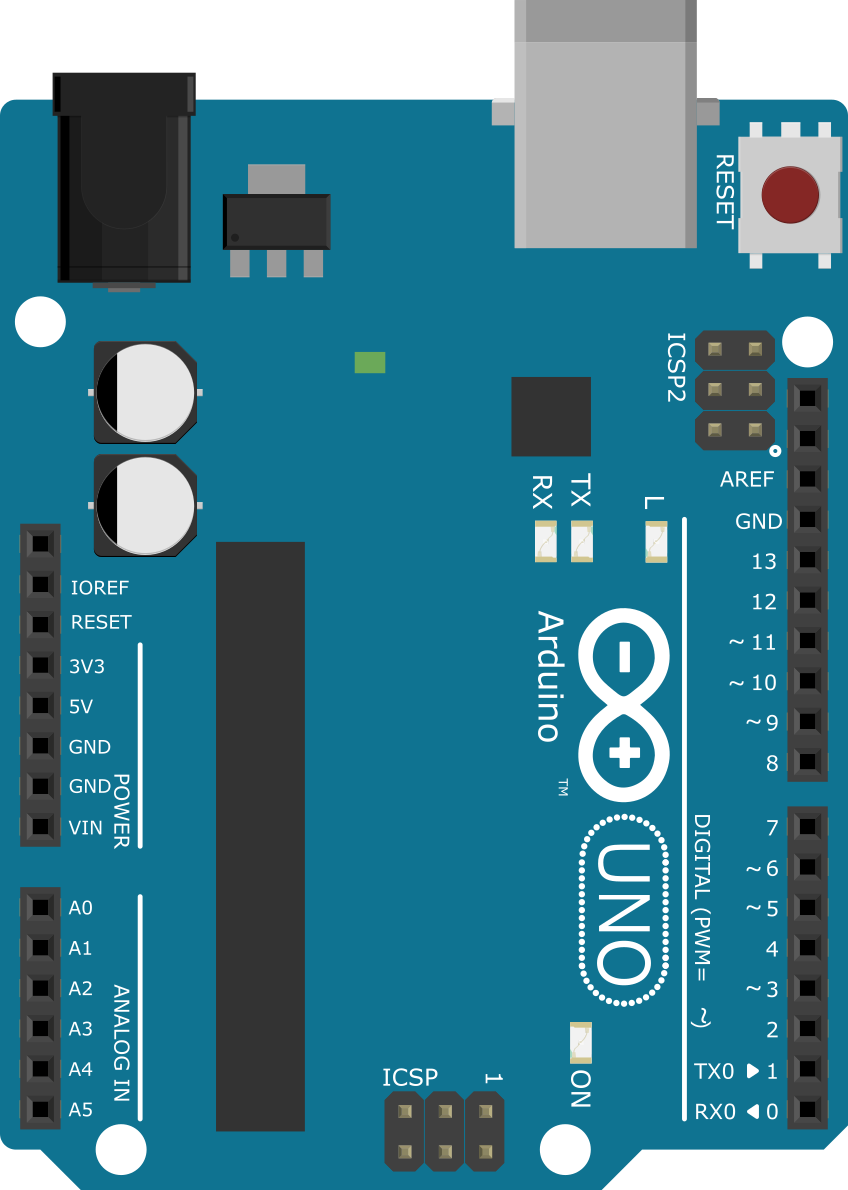 RESET
ICSP2
AREF
GND
13
12
~ 11
~ 10
~ 9
8
RX
TX
L
IOREF
RESET
3V3
5V
GND
GND
VIN
POWER
Arduino
TM
UNO
DIGITAL (PWM= ~)
7
~ 6
~ 5
4
~ 3
2
TX0 ▶ 1
RX0 ◀ 0
A0
A1
A2
A3
A4
A5
ANALOG IN
ON
ICSP
1